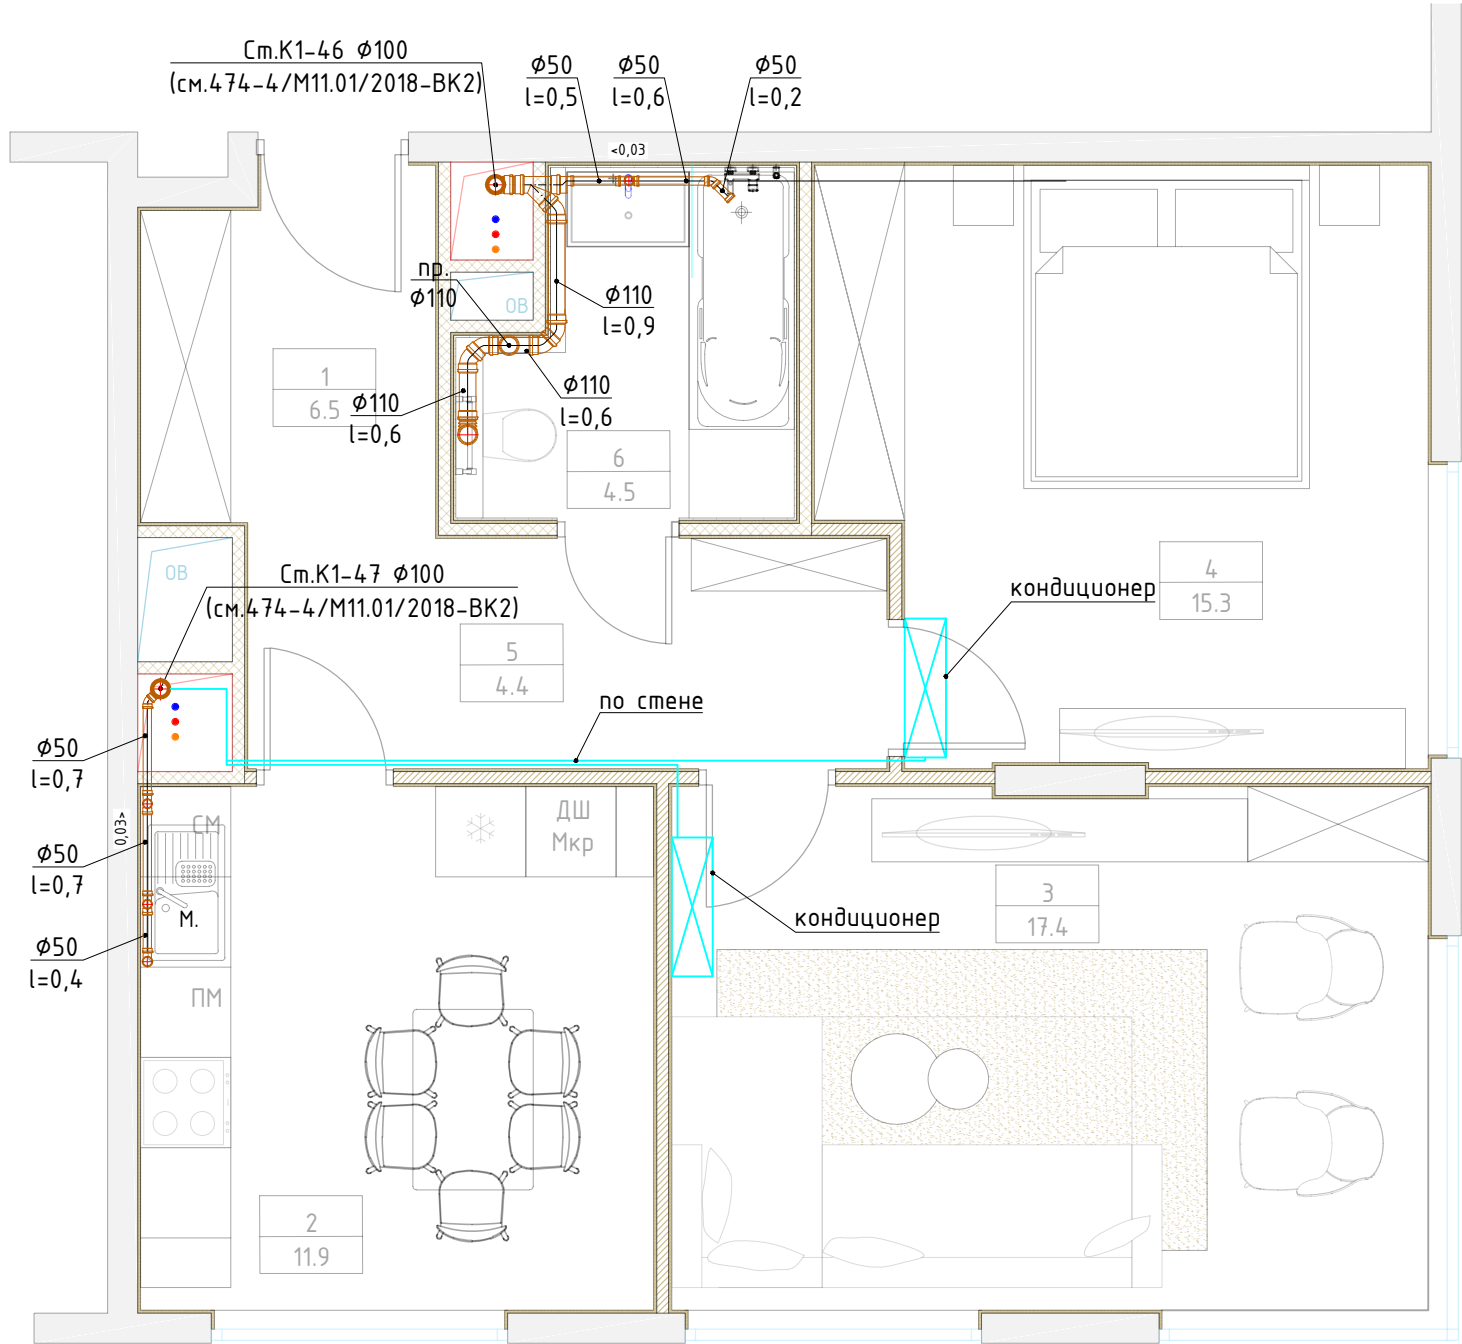 Ст.К1-46 Ф100
(см.474-4/М11.01/2018-ВК2)
Ф50
l=0,5
Ф50
l=0,6
Ф50
l=0,2
<0,03
пр.
Ф110
ОВ
Ф110
l=0,9
1
6.5
Ф110
l=0,6
Ф110
l=0,6
6
4.5
ОВ
Ст.К1-47 Ф100
(см.474-4/М11.01/2018-ВК2)
4
15.3
кондиционер
5
4.4
по стене
Ф50
l=0,7
0,03>
СМ
Ф50
l=0,7
М.
Ф50
l=0,4
ПМ
ДШ
Мкр
кондиционер
3
17.4
2
11.9